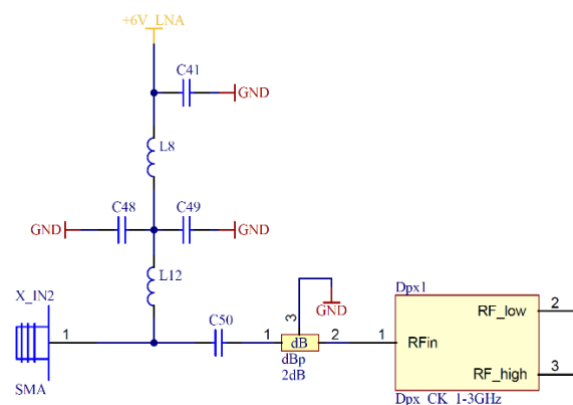 +6V_LNA
C41
GND
L8
C48
C49
GND
GND
L12
X_IN2
Dpx1
GND
3
RF_low
2
1
C50
1
dB
2
1
RFin
dBp
2dB
RF_high
3
SMA
Dpx_CK_1-3GHz